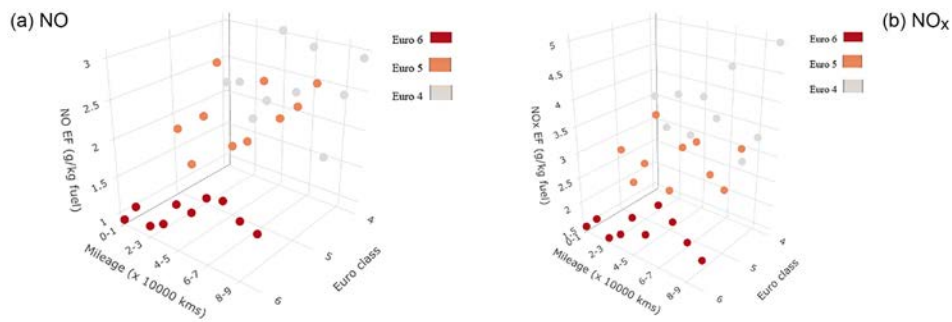 (a) NO
Euro 6
Euro 5
Euro 4
NO EF (g/kg fuel)
3
2.5
2
1.5
1
0-1
2-3
4-5
6-7
8-9
Mileage (x 10000 kms)
4
5
6
Euro class
(b) NOx
Euro 6
Euro 5
Euro 4
NOx EF (g/kg fuel)
5
4.5
4
3.5
3
2.5
2
1.5
0-1
2-3
4-5
6-7
8-9
Mileage (x 10000 kms)
4
5
6
Euro class